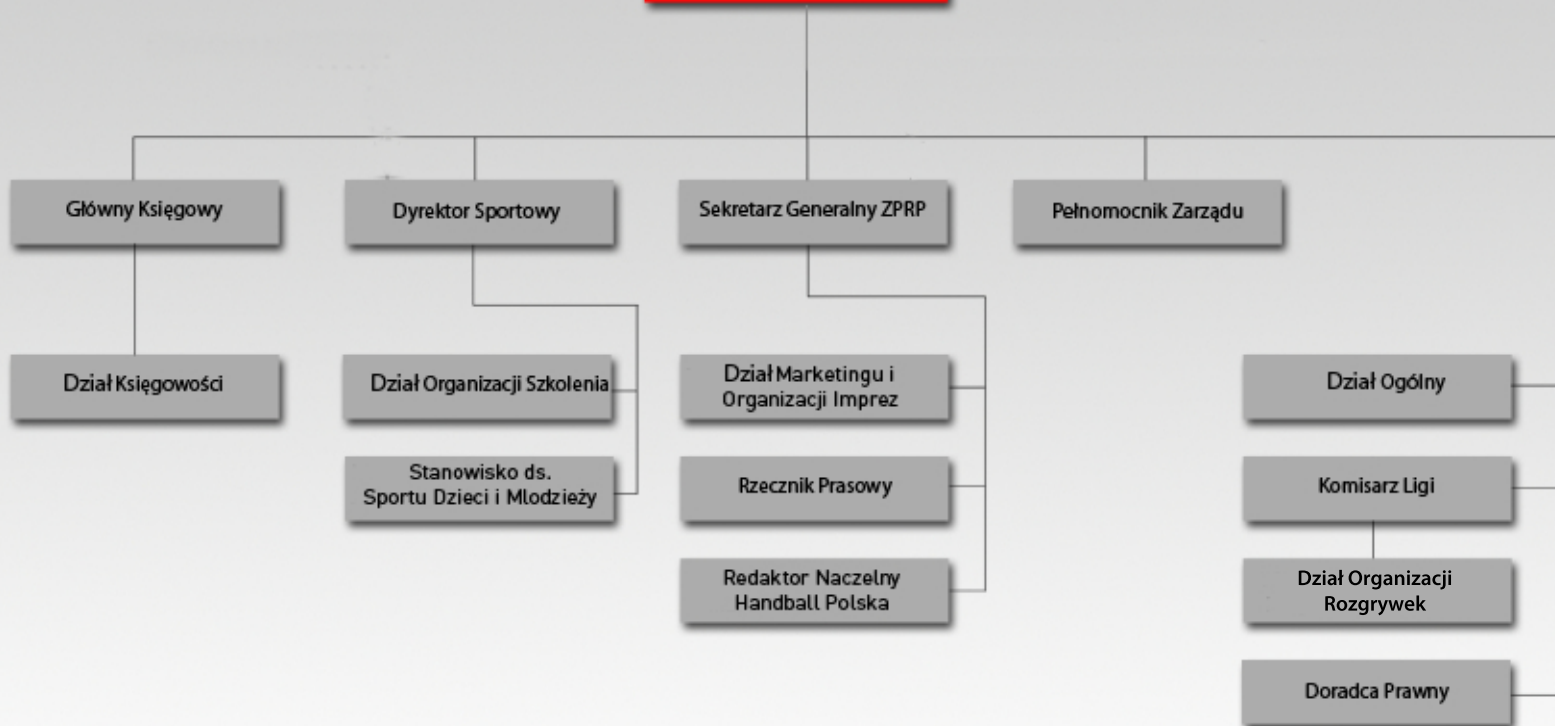 Główny Księgowy
Dyrektor Sportowy
Sekretarz Generalny ZPRP
Pełnomocnik Zarządu
Dział Księgowości
Dział Organizacji Szkolenia
Dział Marketingu i
Organizacji Imprez
Dział Ogólny
Stanowisko ds.
Sportu Dzieci i Mlodzieży
Rzecznik Prasowy
Komisarz Ligi
Redaktor Naczelny
Handball Polska
Dział Organizacji
Rozgrywek
Doradca Prawny